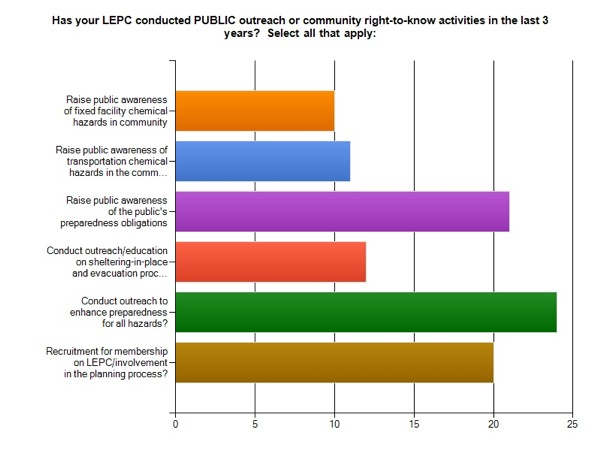 Has your LEPC conducted PUBLIC outreach or community right-to-know activities in the last 3
years?  Select all that apply:
Raise public awareness
of fixed facility chemical
hazards in community
Raise public awareness of
transportation chemical
hazards in the comm...
Raise public awareness
of the public's
preparedness obligations
Conduct outreach/education
on sheltering-in-place
and evacuation proc...
Conduct outreach to
enhance preparedness
for all hazards?
Recruitment for membership
on LEPC/involvement
in the planning process?
0 5 10 15 20 25